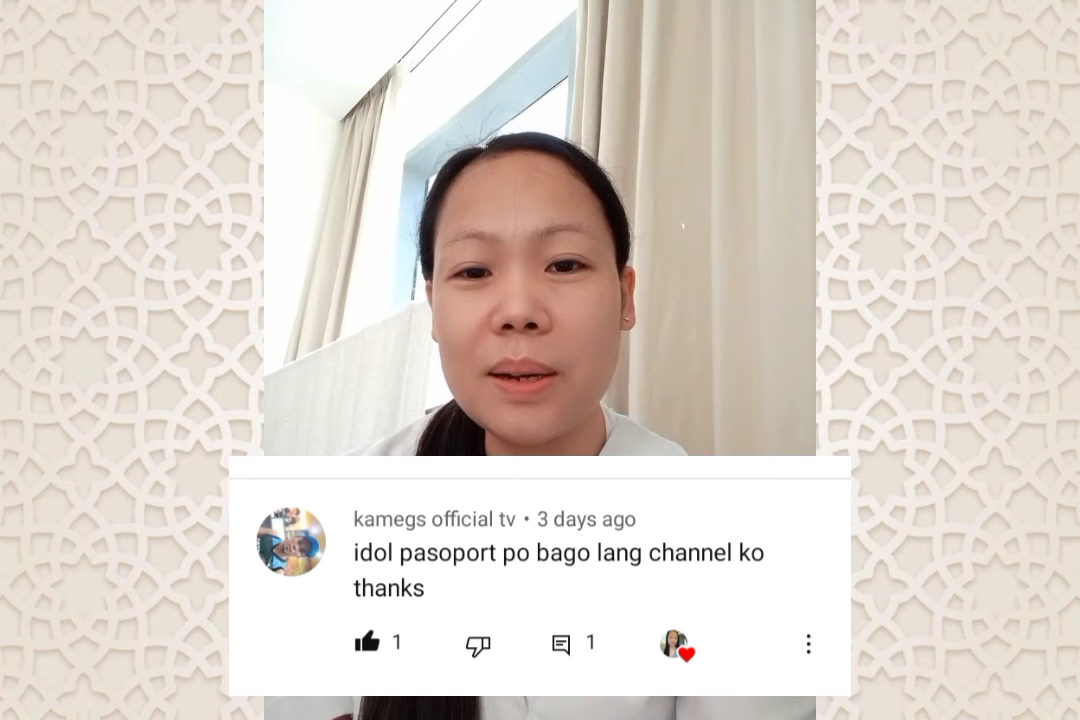 kamegs official tv • 3 days ago
idol pasoport po bago lang channel ko
thanks
1 1